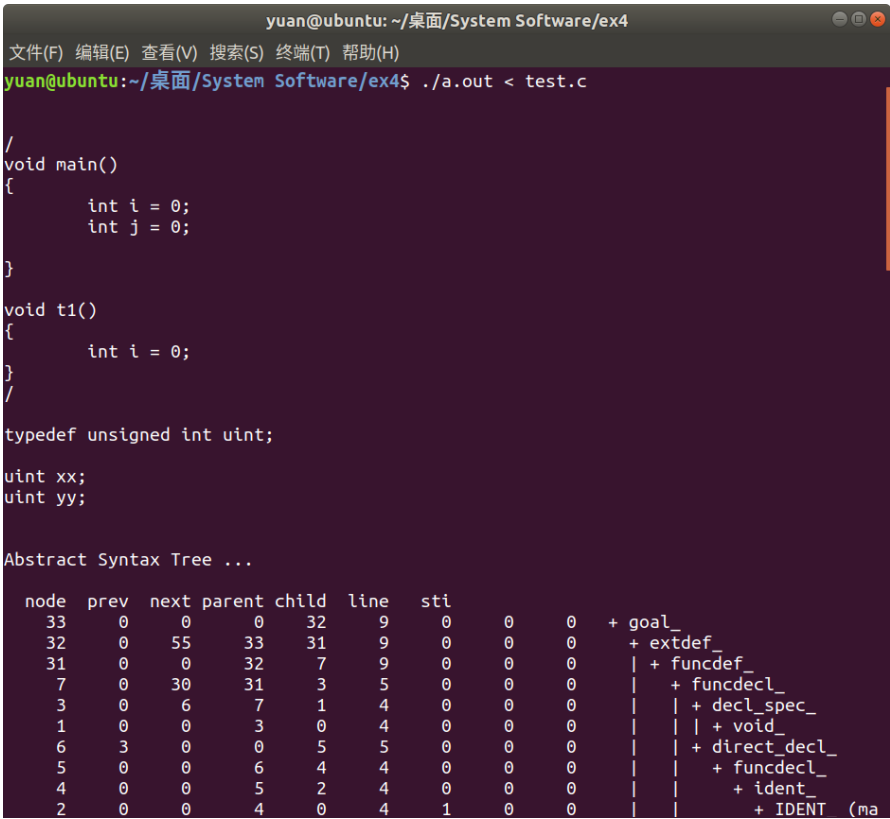 yuan@ubuntu: ~/桌面/System Software/ex4
文件(F) 编辑(E) 查看(V) 搜索(S) 终端(T) 帮助(H)
yuan@ubuntu:~/桌面/System Software/ex4$ ./a.out < test.c
/
void main()
{
int i = 0;
int j = 0;
}
void t1()
{
int i = 0;
}
/
typedef unsigned int uint;
uint xx;
uint yy;
Abstract Syntax Tree ...
node prev next parent child line sti
33 0 0 0 32 9 0 0 0 + goal_
32 0 55 33 31 9 0 0 0 + extdef_
31 0 0 32 7 9 0 0 0 | + funcdef_
7 0 30 31 3 5 0 0 0 | + funcdecl_
3 0 6 7 1 4 0 0 0 | | + decl_spec_
1 0 0 3 0 4 0 0 0 | | | + void_
6 3 0 0 5 5 0 0 0 | | + direct_decl_
5 0 0 6 4 4 0 0 0 | | + funcdecl_
4 0 0 5 2 4 0 0 0 | | + ident_
2 0 0 4 0 4 1 0 0 | | + IDENT_ (ma